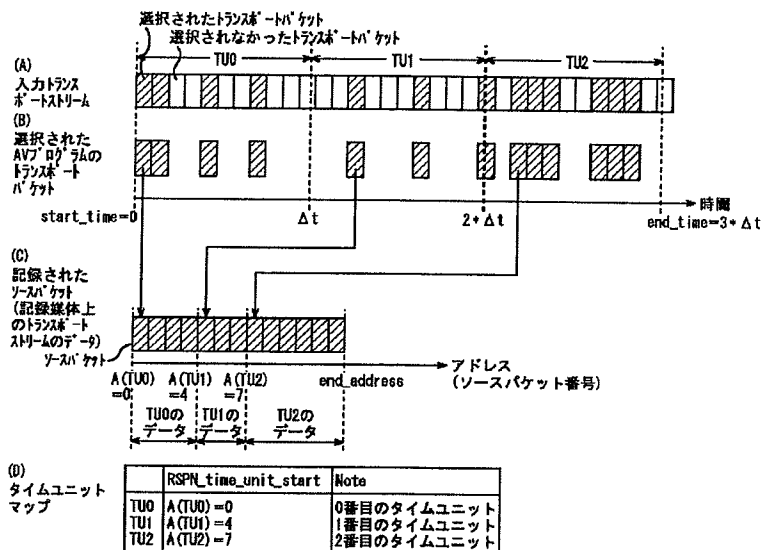 選択されたトランスポートパケット
選択されなかったトランスポートパケット
TU0
TU1
TU2
(A)
入力トランス
ポートストリーム
(B)
選択された
AVプログラムの
トランスポート
パケット
時間
start_time=0
Δt
2*Δt
end_time=3*Δt
(C)
記録された
ソースパケット
(記録媒体上
のトランスポート
ストリームのデータ)
ソースパケット
アドレス
(ソースパケット番号)
A(TU0)
=0
A(TU1)
=4
A(TU2)
=7
end_address
TU0の
データ
TU1の
データ
TU2の
データ
(D)
タイムユニット
マップ
RSPN_time_unit_start Note
TU0 A(TU0)=0 0番目のタイムユニット
TU1 A(TU1)=4 1番目のタイムユニット
TU2 A(TU2)=7 2番目のタイムユニット